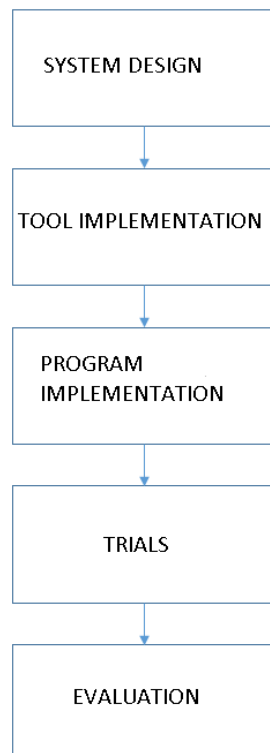 SYSTEM DESIGN
TOOL IMPLEMENTATION
PROGRAM
IMPLEMENTATION
TRIALS
EVALUATION